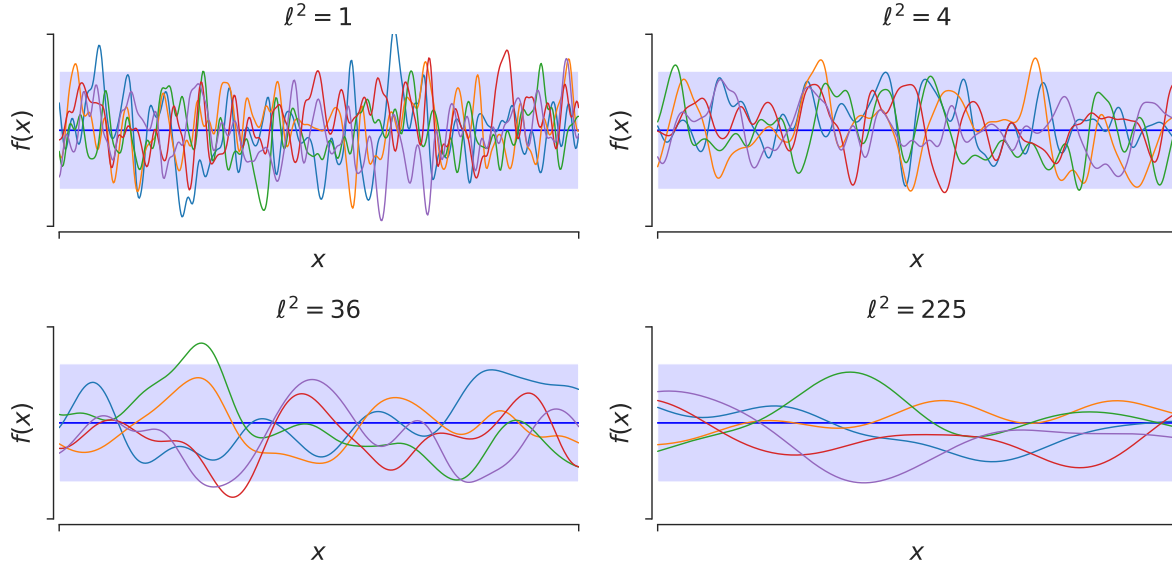 ℓ² = 1
f(x)
x
ℓ² = 4
f(x)
x
ℓ² = 36
f(x)
x
ℓ² = 225
f(x)
x